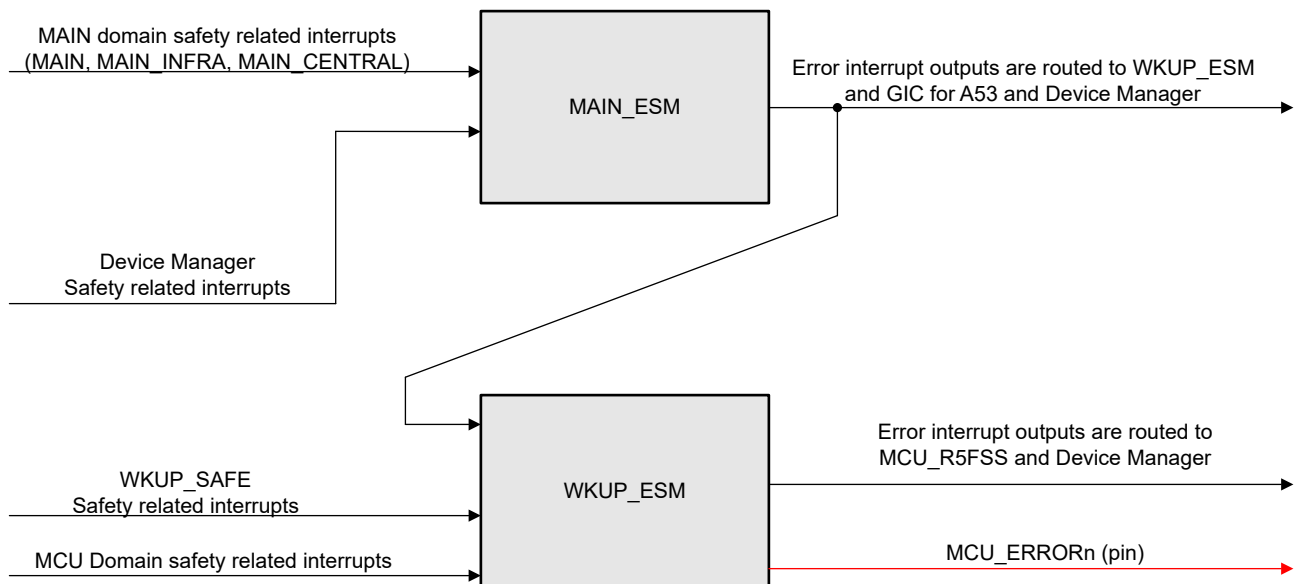 MAIN domain safety related interrupts
(MAIN, MAIN_INFRA, MAIN_CENTRAL)
MAIN_ESM
Error interrupt outputs are routed to WKUP_ESM
and GIC for A53 and Device Manager
Device Manager
Safety related interrupts
WKUP_SAFE
Safety related interrupts
MCU Domain safety related interrupts
WKUP_ESM
Error interrupt outputs are routed to
MCU_R5FSS and Device Manager
MCU_ERRORn (pin)